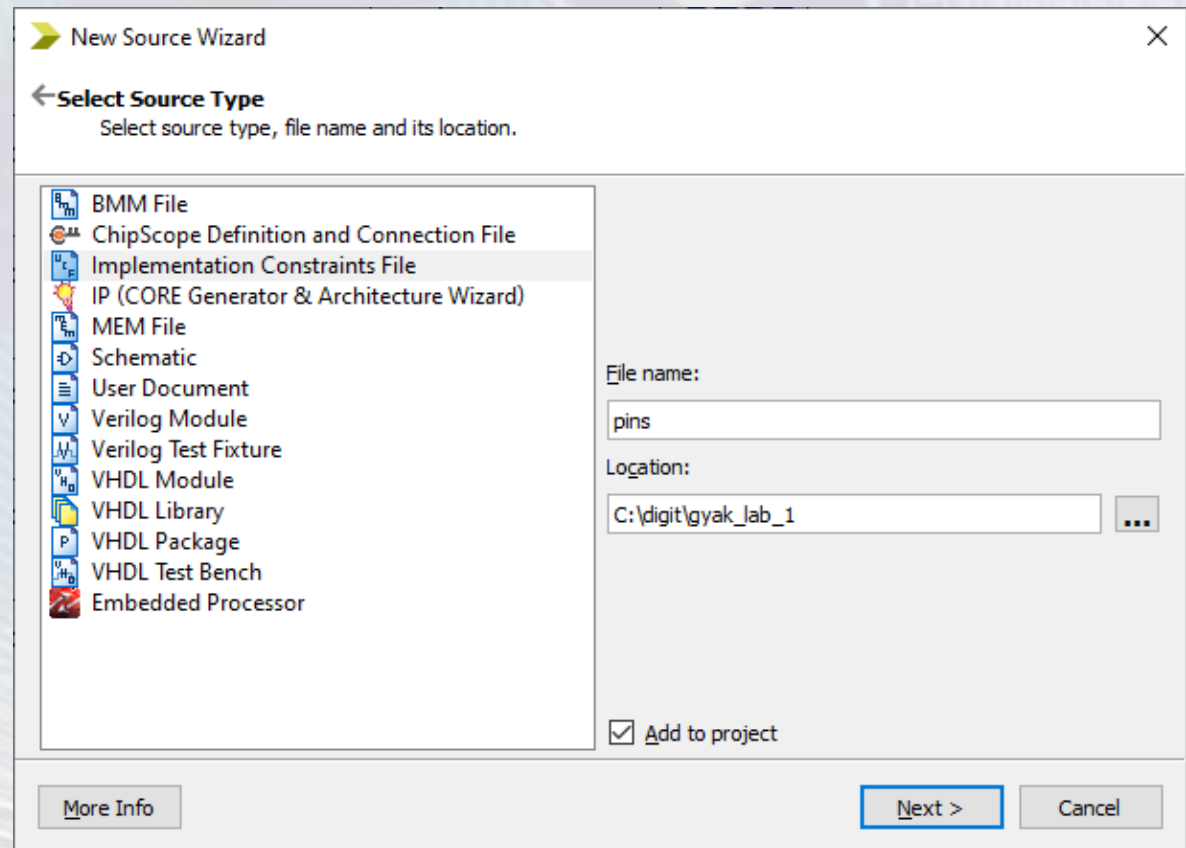 New Source Wizard
Select Source Type
Select source type, file name and its location.
BMM File
ChipScope Definition and Connection File
Implementation Constraints File
IP (CORE Generator & Architecture Wizard)
MEM File
Schematic
User Document
Verilog Module
Verilog Test Fixture
VHDL Module
VHDL Library
VHDL Package
VHDL Test Bench
Embedded Processor
File name:
pins
Location:
C:\digit\gyak_lab_1
...
Add to project
More Info
Next >
Cancel